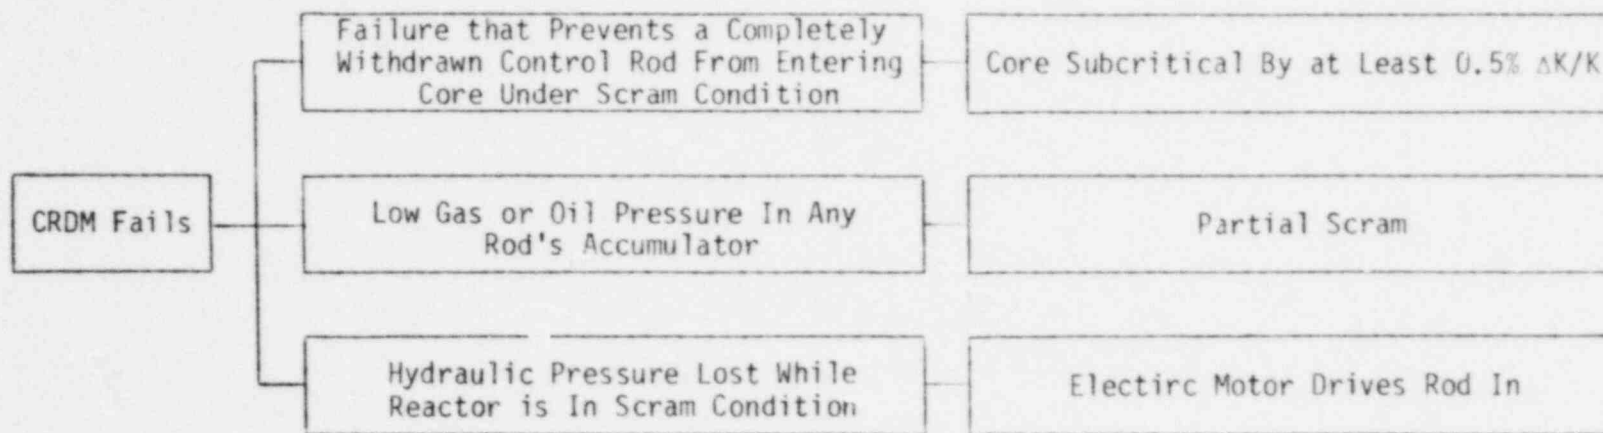 Failure that Prevents a Completely
Withdrawn Control Rod From Entering
Core Under Scram Condition
Core Subcritical By at Least 0.5% ΔK/K
CRDM Fails
Low Gas or Oil Pressure In Any
Rod's Accumulator
Partial Scram
Hydraulic Pressure Lost While
Reactor is In Scram Condition
Electirc Motor Drives Rod In